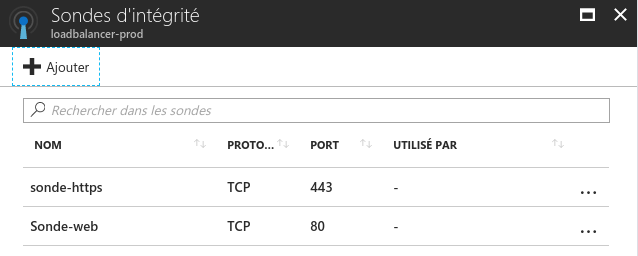 Sondes d'intégrité
loadbalancer-prod
Ajouter
Rechercher dans les sondes
NOM PROTO... PORT UTILISÉ PAR
sonde-https TCP 443 - ...
Sonde-web TCP 80 - ...